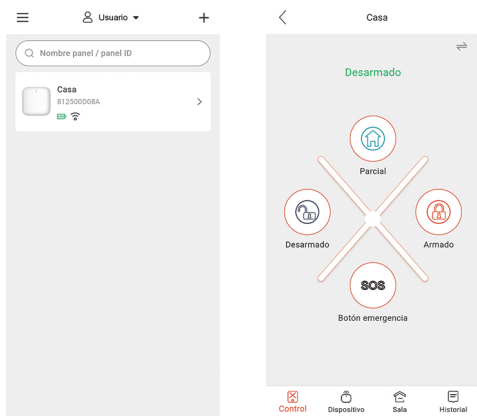 Usuario
Nombre panel / panel ID
Casa
812500D08A
Casa
Desarmado
Parcial
Desarmado
Armado
SOS
Botón emergencia
Control
Dispositivo
Sala
Historial